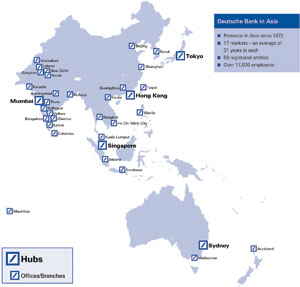 Deutsche Bank in Asia
Presence in Asia since 1872
17 markets – an average of
31 years in each
59 registered entities
Over 17,000 employees
Beijing
Seoul
Tokyo
Shanghai
Islamabad
Lahore
New Delhi
Karachi
Guangzhou
Taipei
Hong Kong
Hanoi
Kolkata
Mumbai
Pune
Bangalore
Chennai
Colombo
Bangkok
Manila
Ho Chi Minh City
Kuala Lumpur
Singapore
Jakarta
Surabaya
Mauritius
Sydney
Melbourne
Auckland
Hubs
Offices/Branches